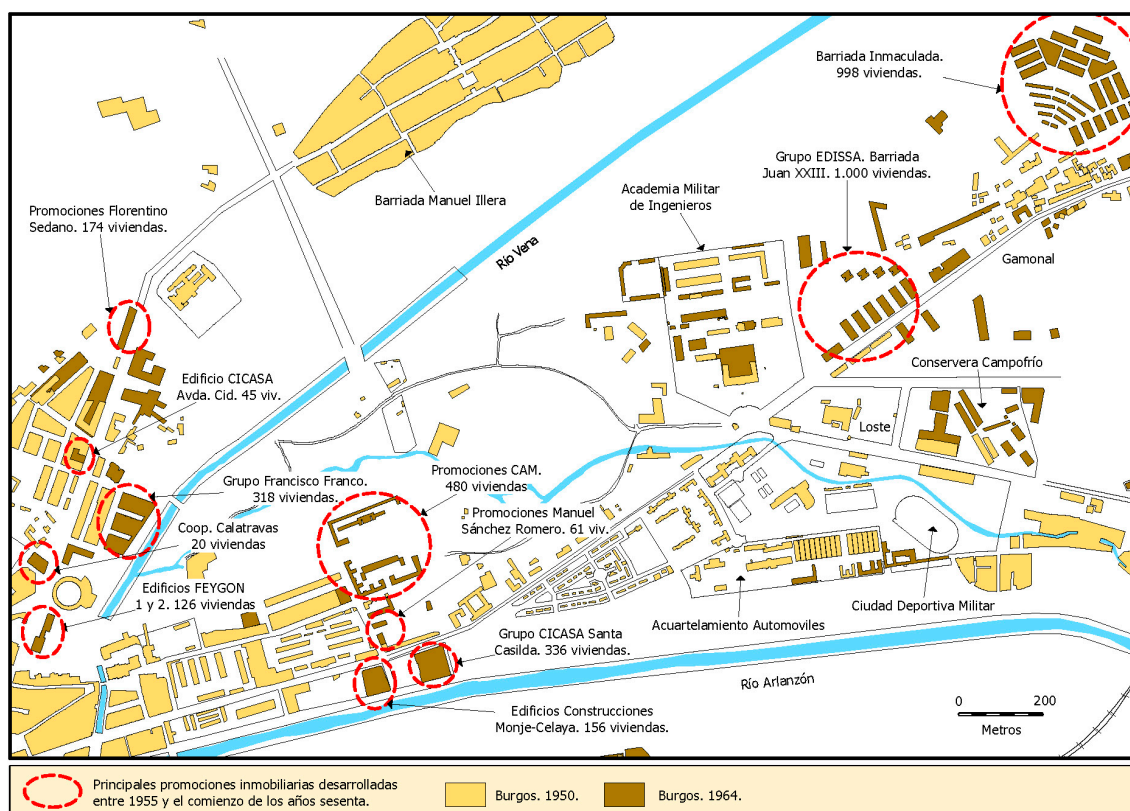 Barriada Inmaculada.
998 viviendas.
Grupo EDISSA. Barriada
Juan XXIII. 1.000 viviendas.
Academia Militar
de Ingenieros
Barriada Manuel Illera
Promociones Florentino
Sedano. 174 viviendas.
Río Vena
Gamonal
Edificio CICASA
Avda. Cid. 45 viv.
Conservera Campofrío
Loste
Grupo Francisco Franco.
318 viviendas.
Promociones CAM.
480 viviendas
Promociones Manuel
Sánchez Romero. 61 viv.
Coop. Calatravas
20 viviendas
Edificios FEYGON
1 y 2. 126 viviendas
Ciudad Deportiva Militar
Acuartelamiento Automoviles
Grupo CICASA Santa
Casilda. 336 viviendas.
Río Arlanzón
Edificios Construcciones
Monje-Celaya. 156 viviendas.
0 200
Metros
Principales promociones inmobiliarias desarrolladas
entre 1955 y el comienzo de los años sesenta.
Burgos. 1950.
Burgos. 1964.